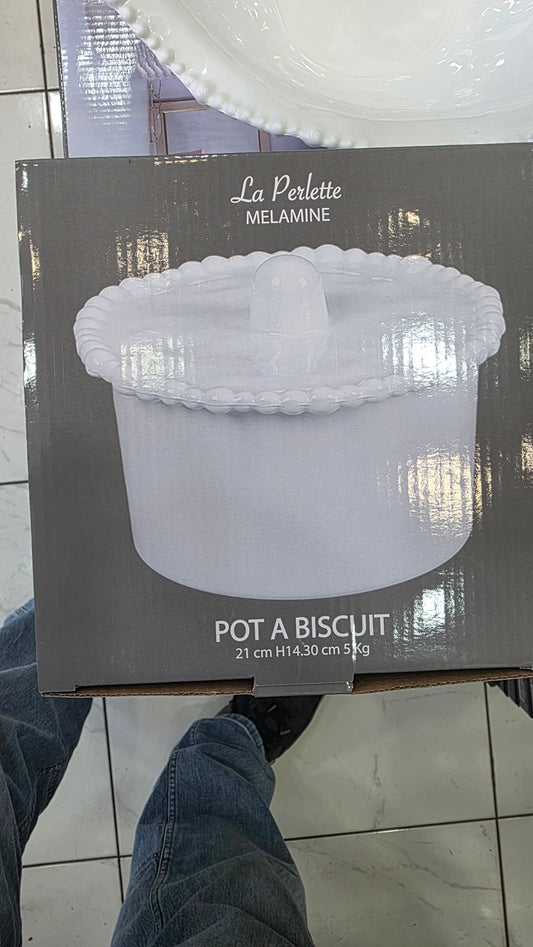 La Perlette
MELAMINE
POT A BISCUIT
21 cm H14.30 cm 5 Kg